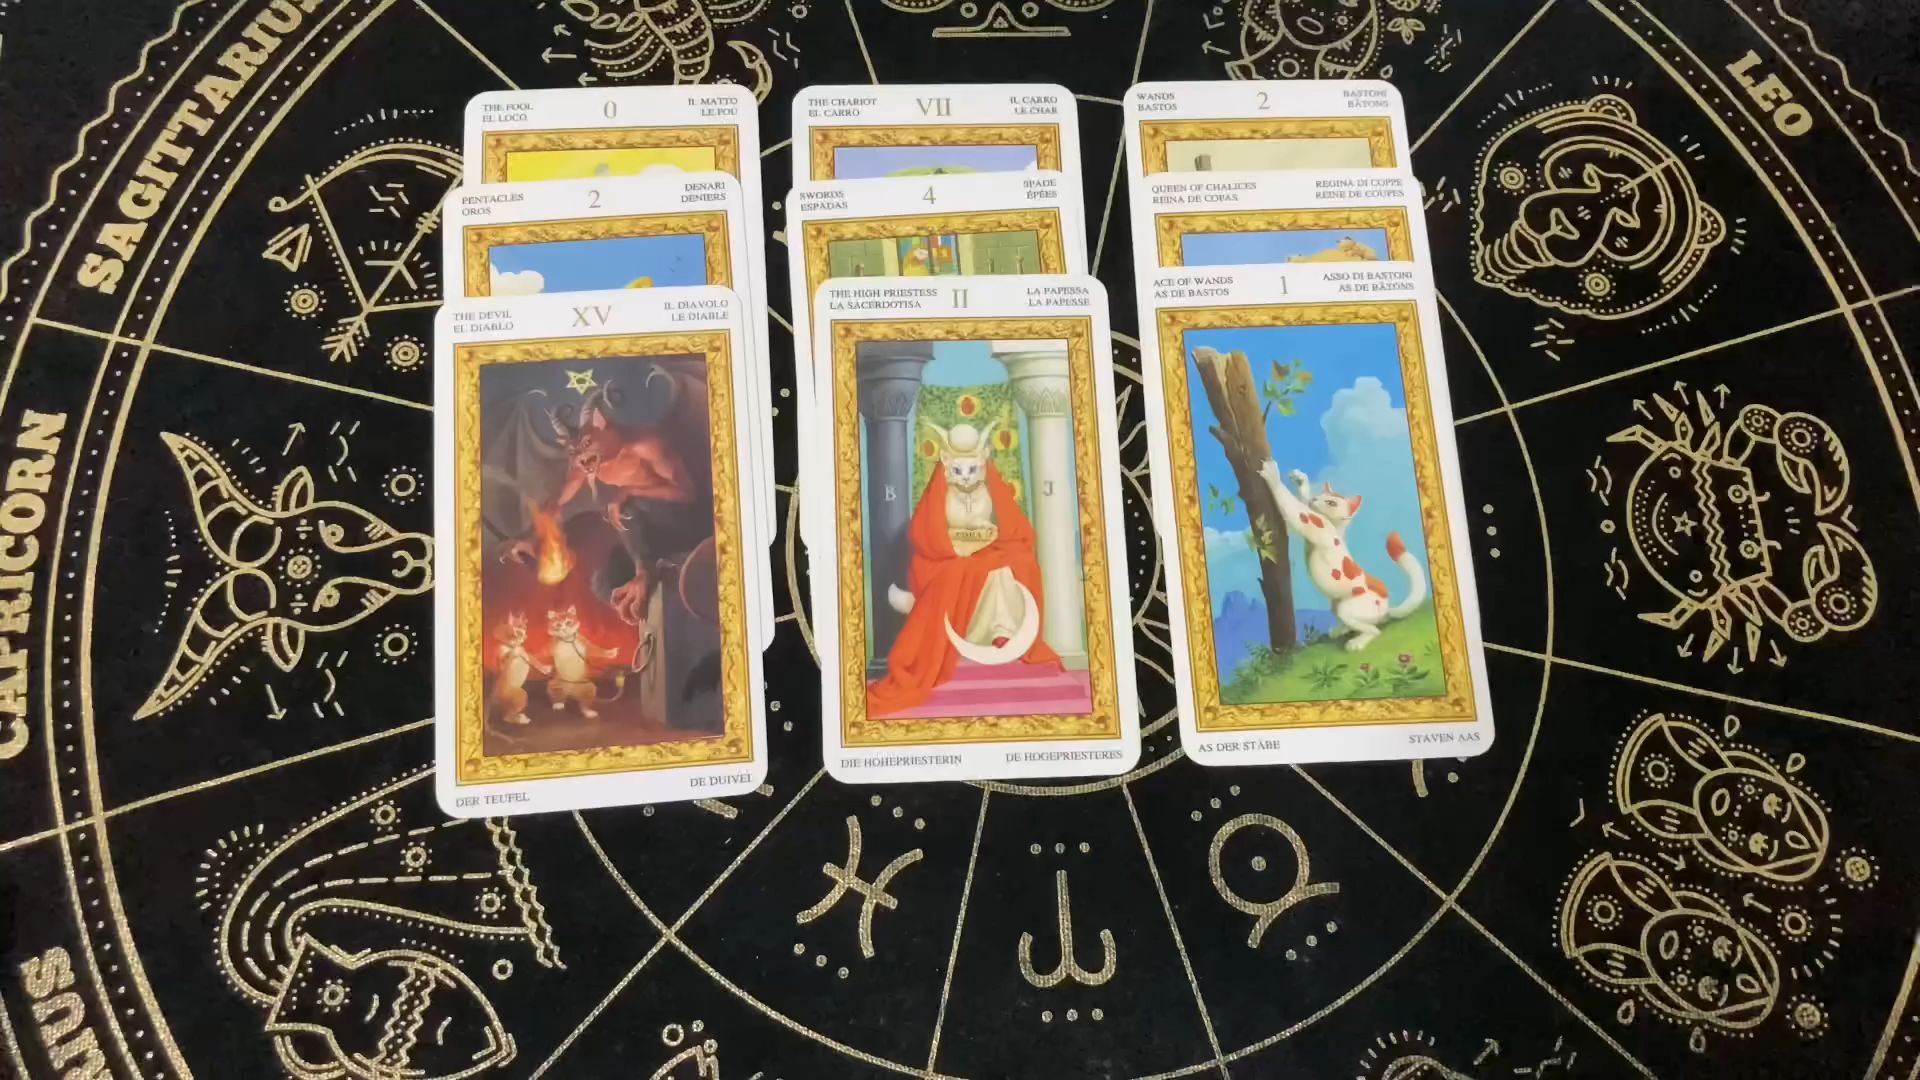 SAGITTARIUS
LEO
CAPRICORN
THE FOOL
EL LOCO
0
IL MATTO
LE FOU
PENTACLES
OROS
2
DENARI
DENIERS
THE DEVIL
EL DIABLO
XV
IL DIAVOLO
LE DIABLE
DER TEUFEL
DE DUIVEL
THE CHARIOT
EL CARRO
VII
IL CARRO
LE CHAR
SWORDS
ESPADAS
4
SPADE
ÉPÉES
THE HIGH PRIESTESS
LA SACERDOTISA
II
LA PAPESSA
LA PAPESSE
B
J
DIE HOHEPRIESTERIN
DE HOGEPRIESTERES
WANDS
BASTOS
2
BASTONI
BÂTONS
QUEEN OF CHALICES
REINA DE COPAS
REGINA DI COPPE
REINE DE COUPES
ACE OF WANDS
AS DE BASTOS
1
ASSO DI BASTONI
AS DE BÂTONS
AS DER STÄBE
STAVEN AAS